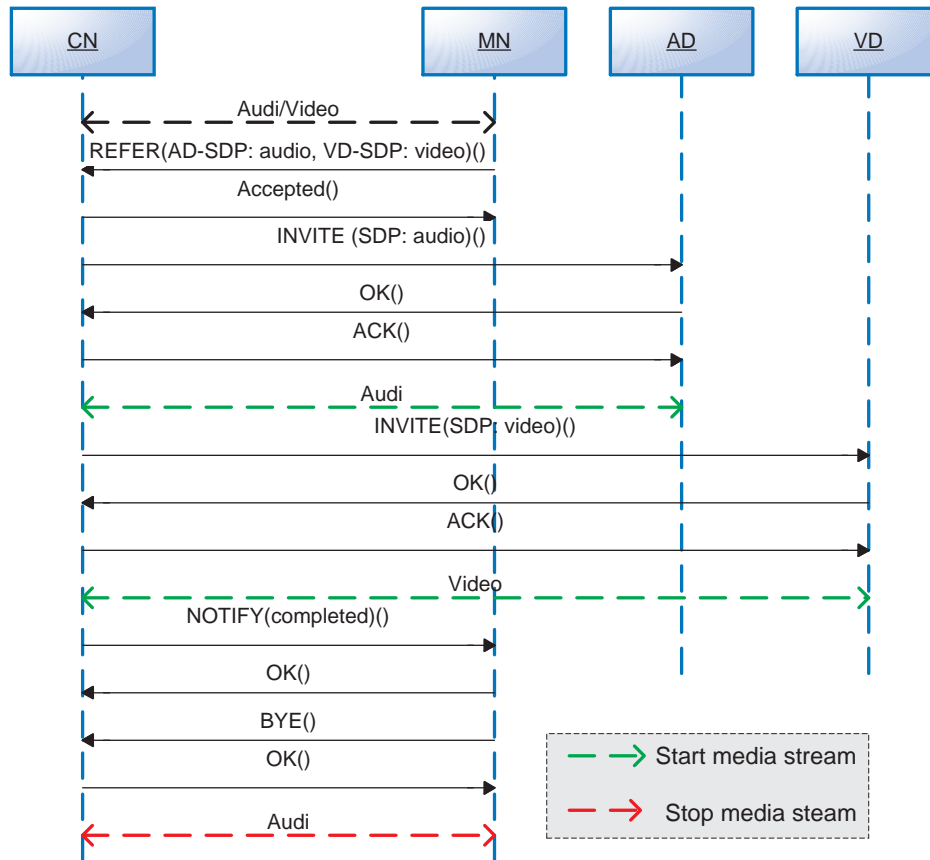 CN MN AD VD
Audi/Video
REFER(AD-SDP: audio, VD-SDP: video)()
Accepted()
INVITE (SDP: audio)()
OK()
ACK()
Audi
INVITE(SDP: video)()
OK()
ACK()
Video
NOTIFY(completed)()
OK()
BYE()
OK()
Start media stream
Stop media steam
Audi